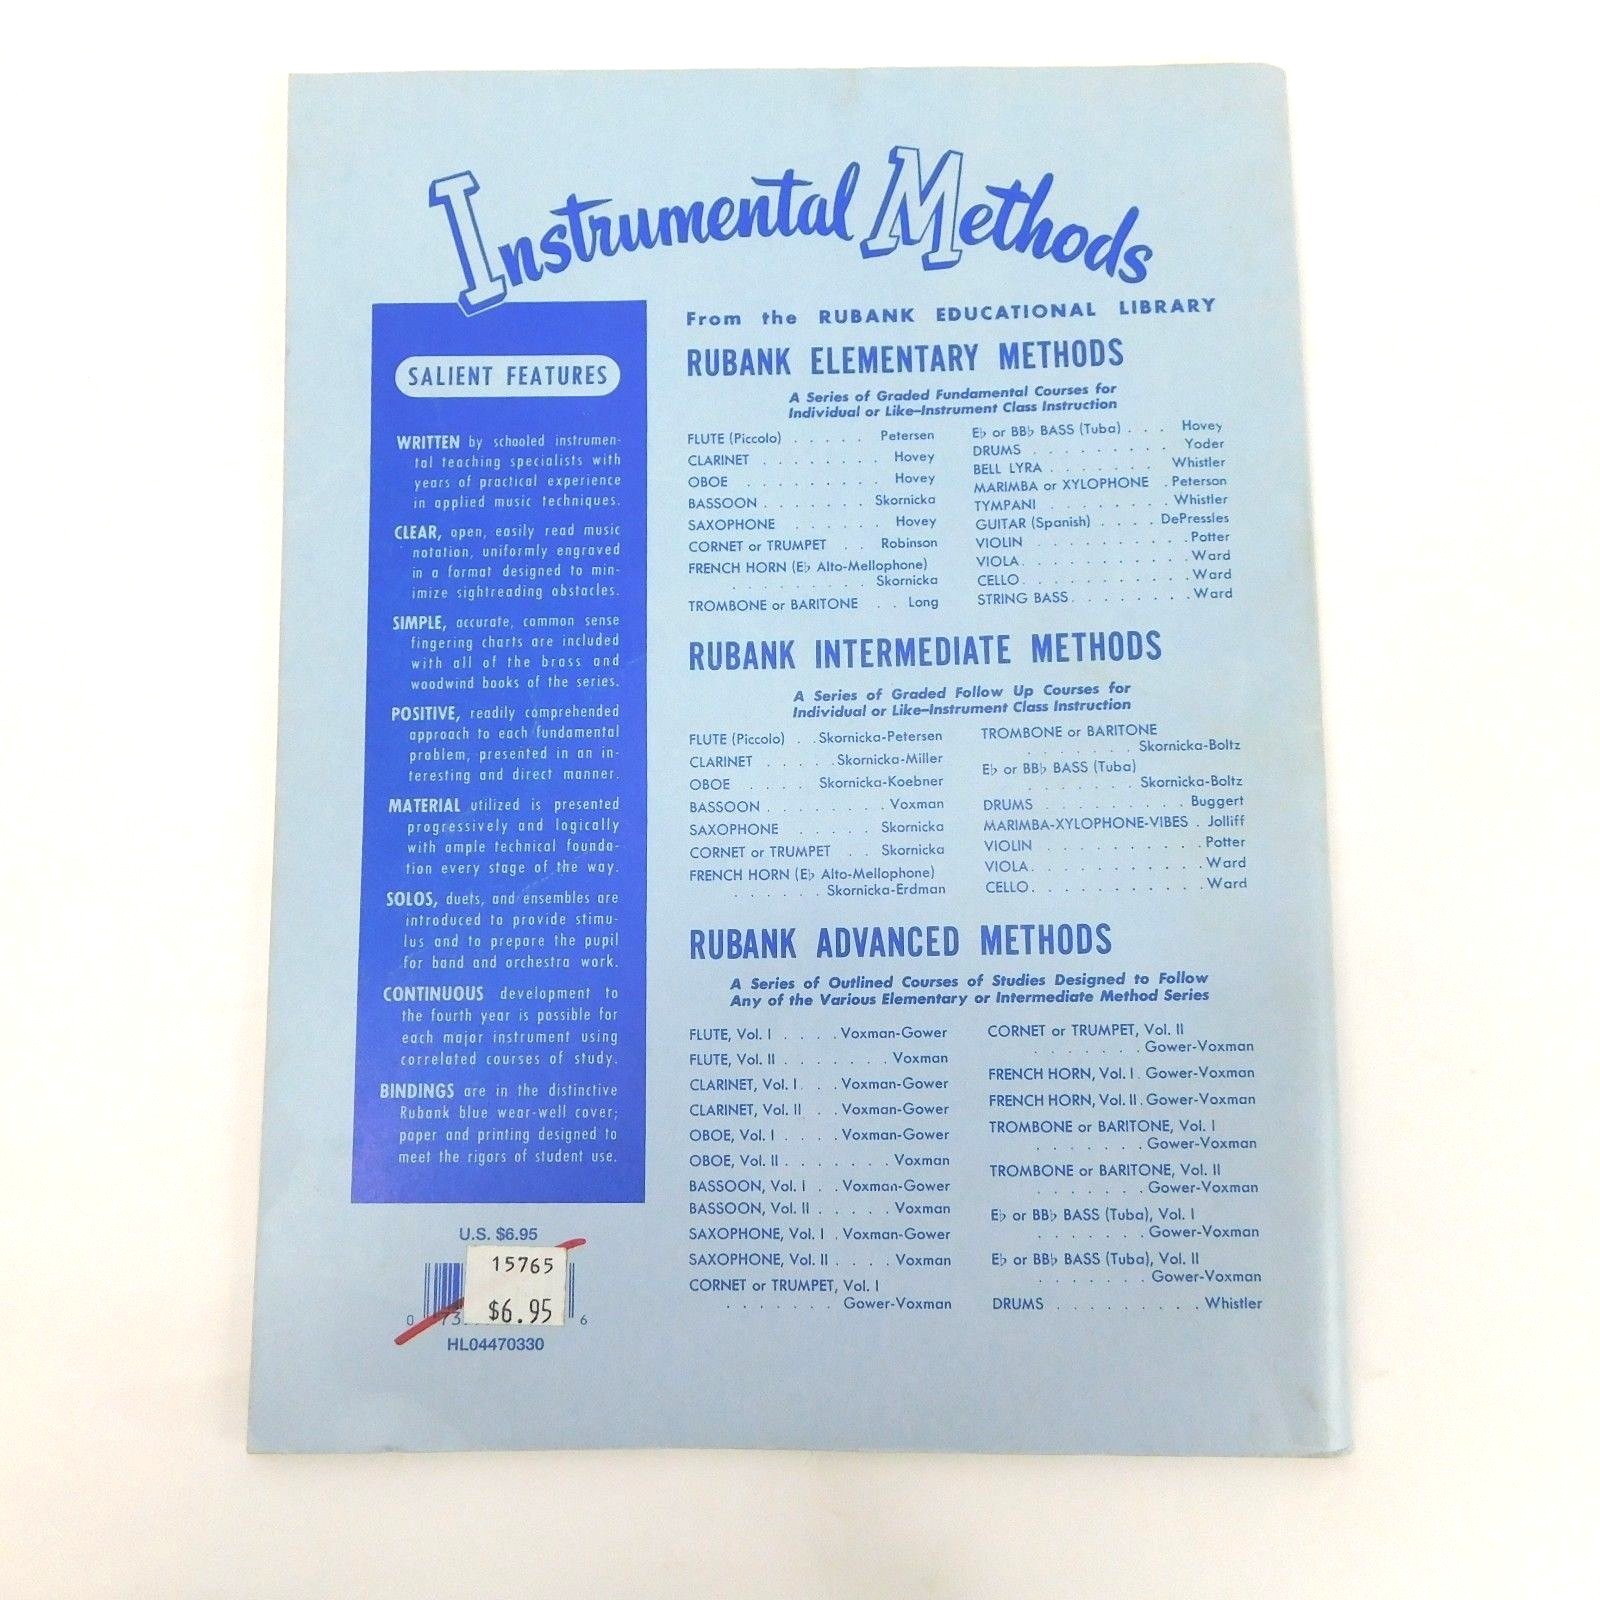 Instrumental Methods
From the RUBANK EDUCATIONAL LIBRARY
SALIENT FEATURES
WRITTEN by schooled instrumen-
tal teaching specialists with
years of practical experience
in applied music techniques.
CLEAR, open, easily read music
notation, uniformly engraved
in a format designed to min-
imize sightreading obstacles.
SIMPLE, accurate, common sense
fingering charts are included
with all of the brass and
woodwind books of the series.
POSITIVE, readily comprehended
approach to each fundamental
problem, presented in an in-
teresting and direct manner.
MATERIAL utilized is presented
progressively and logically
with ample technical founda-
tion every stage of the way.
SOLOS, duets, and ensembles are
introduced to provide stimu-
lus and to prepare the pupil
for band and orchestra work.
CONTINUOUS development to
the fourth year is possible for
each major instrument using
correlated courses of study.
BINDINGS are in the distinctive
Rubank blue wear-well cover;
paper and printing designed to
meet the rigors of student use.
U.S. $6.95
15765
$6.95
0 73 6
HL04470330
RUBANK ELEMENTARY METHODS
A Series of Graded Fundamental Courses for
Individual or Like-Instrument Class Instruction
FLUTE (Piccolo) . . . . . Petersen
CLARINET . . . . . . . . Hovey
OBOE . . . . . . . . . Hovey
BASSOON . . . . . . . Skornicka
SAXOPHONE . . . . . . Hovey
CORNET or TRUMPET . . Robinson
FRENCH HORN (E♭ Alto-Mellophone)
. . . . . . . . . Skornicka
TROMBONE or BARITONE . . Long
E♭ or BB♭ BASS (Tuba) . . . Hovey
DRUMS . . . . . . . . . Yoder
BELL LYRA . . . . . . . Whistler
MARIMBA or XYLOPHONE . Peterson
TYMPANI . . . . . . . . Whistler
GUITAR (Spanish) . . . . DePressles
VIOLIN . . . . . . . . . . Potter
VIOLA. . . . . . . . . . . Ward
CELLO. . . . . . . . . . . Ward
STRING BASS. . . . . . . . Ward
RUBANK INTERMEDIATE METHODS
A Series of Graded Follow Up Courses for
Individual or Like-Instrument Class Instruction
FLUTE (Piccolo) . . Skornicka-Petersen
CLARINET . . . . . Skornicka-Miller
OBOE . . . . Skornicka-Koebner
BASSOON . . . . . . . . Voxman
SAXOPHONE . . . . . Skornicka
CORNET or TRUMPET . . Skornicka
FRENCH HORN (E♭ Alto-Mellophone)
. . . . . . Skornicka-Erdman
TROMBONE or BARITONE
. . . . . . . Skornicka-Boltz
E♭ or BB♭ BASS (Tuba)
. . . . . . . Skornicka-Boltz
DRUMS . . . . . . . . . Buggert
MARIMBA-XYLOPHONE-VIBES . Jolliff
VIOLIN . . . . . . . . . . Potter
VIOLA. . . . . . . . . . . Ward
CELLO. . . . . . . . . . . Ward
RUBANK ADVANCED METHODS
A Series of Outlined Courses of Studies Designed to Follow
Any of the Various Elementary or Intermediate Method Series
FLUTE, Vol. I . . . . Voxman-Gower
FLUTE, Vol. II . . . . . . . Voxman
CLARINET, Vol. I . . . Voxman-Gower
CLARINET, Vol. II . . Voxman-Gower
OBOE, Vol. I . . . . Voxman-Gower
OBOE, Vol. II . . . . . . . Voxman
BASSOON, Vol. I . . Voxman-Gower
BASSOON, Vol. II . . . . . Voxman
SAXOPHONE, Vol. I . Voxman-Gower
SAXOPHONE, Vol. II . . . . Voxman
CORNET or TRUMPET, Vol. I
. . . . . . . Gower-Voxman
CORNET or TRUMPET, Vol. II
. . . . . . . Gower-Voxman
FRENCH HORN, Vol. I . Gower-Voxman
FRENCH HORN, Vol. II . Gower-Voxman
TROMBONE or BARITONE, Vol. I
. . . . . . . Gower-Voxman
TROMBONE or BARITONE, Vol. II
. . . . . . . Gower-Voxman
E♭ or BB♭ BASS (Tuba), Vol. I
. . . . . . . Gower-Voxman
E♭ or BB♭ BASS (Tuba), Vol. II
. . . . . . . Gower-Voxman
DRUMS . . . . . . . . . Whistler